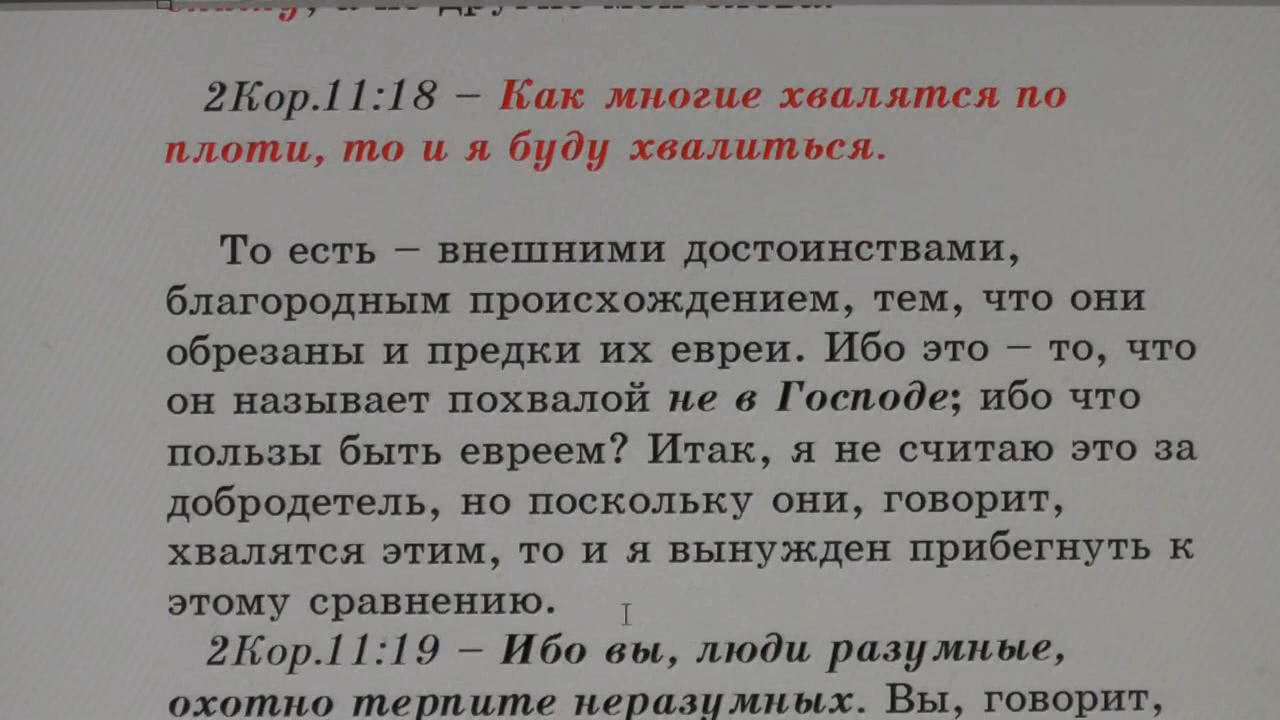 2Кор.11:18 – Как многие хвалятся по
плоти, то и я буду хвалиться.
То есть – внешними достоинствами,
благородным происхождением, тем, что они
обрезаны и предки их евреи. Ибо это – то, что
он называет похвалой не в Господе; ибо что
пользы быть евреем? Итак, я не считаю это за
добродетель, но поскольку они, говорит,
хвалятся этим, то и я вынужден прибегнуть к
этому сравнению.
2Кор.11:19 – Ибо вы, люди разумные,
охотно терпите неразумных. Вы, говорит,